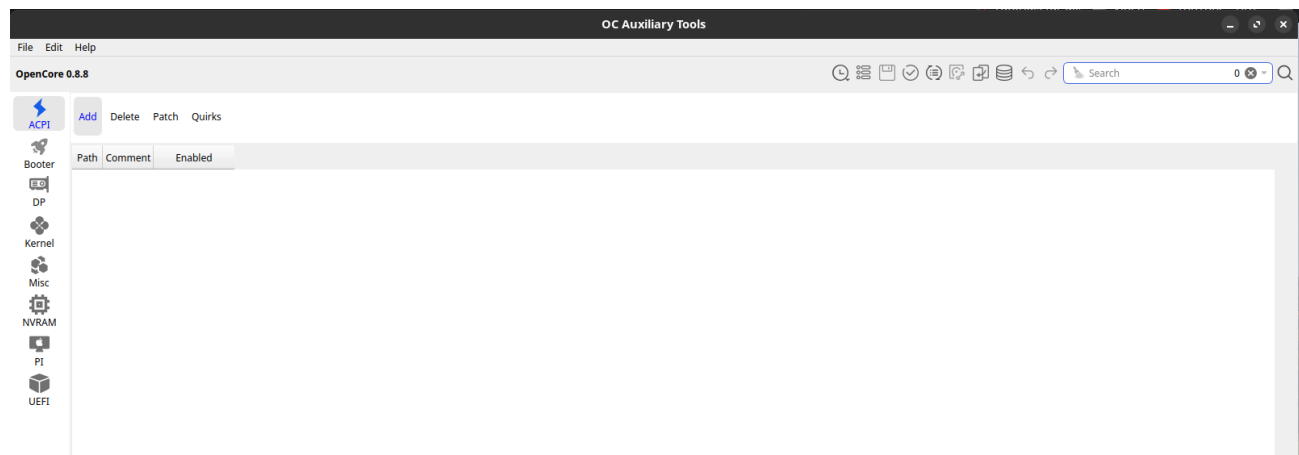 OC Auxiliary Tools
File Edit Help
OpenCore 0.8.8
Search 0
ACPI
Add Delete Patch Quirks
Booter
Path Comment Enabled
DP
Kernel
Misc
NVRAM
PI
UEFI